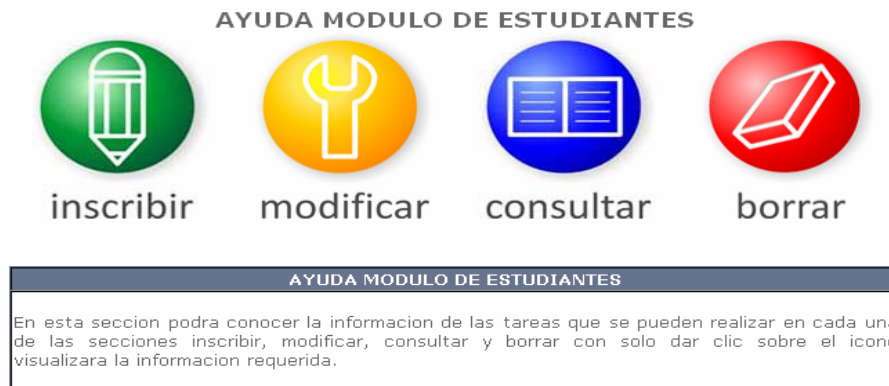 AYUDA MODULO DE ESTUDIANTES
inscribir modificar consultar borrar
AYUDA MODULO DE ESTUDIANTES
En esta seccion podra conocer la informacion de las tareas que se pueden realizar en cada una
de las secciones inscribir, modificar, consultar y borrar con solo dar clic sobre el icono
visualizara la informacion requerida.